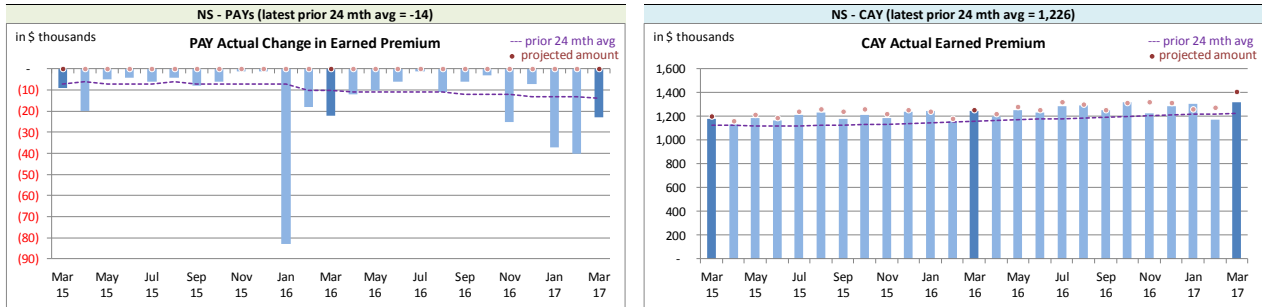 NS - PAYs (latest prior 24 mth avg = -14)
in $ thousands
PAY Actual Change in Earned Premium
--- prior 24 mth avg
● projected amount
-
(10)
(20)
(30)
(40)
(50)
(60)
(70)
(80)
(90)
Mar May Jul Sep Nov Jan Mar May Jul Sep Nov Jan Mar
15 15 15 15 15 16 16 16 16 16 16 17 17
NS - CAY (latest prior 24 mth avg = 1,226)
in $ thousands
CAY Actual Earned Premium
--- prior 24 mth avg
● projected amount
1,600
1,400
1,200
1,000
800
600
400
200
-
Mar May Jul Sep Nov Jan Mar May Jul Sep Nov Jan Mar
15 15 15 15 15 16 16 16 16 16 16 17 17